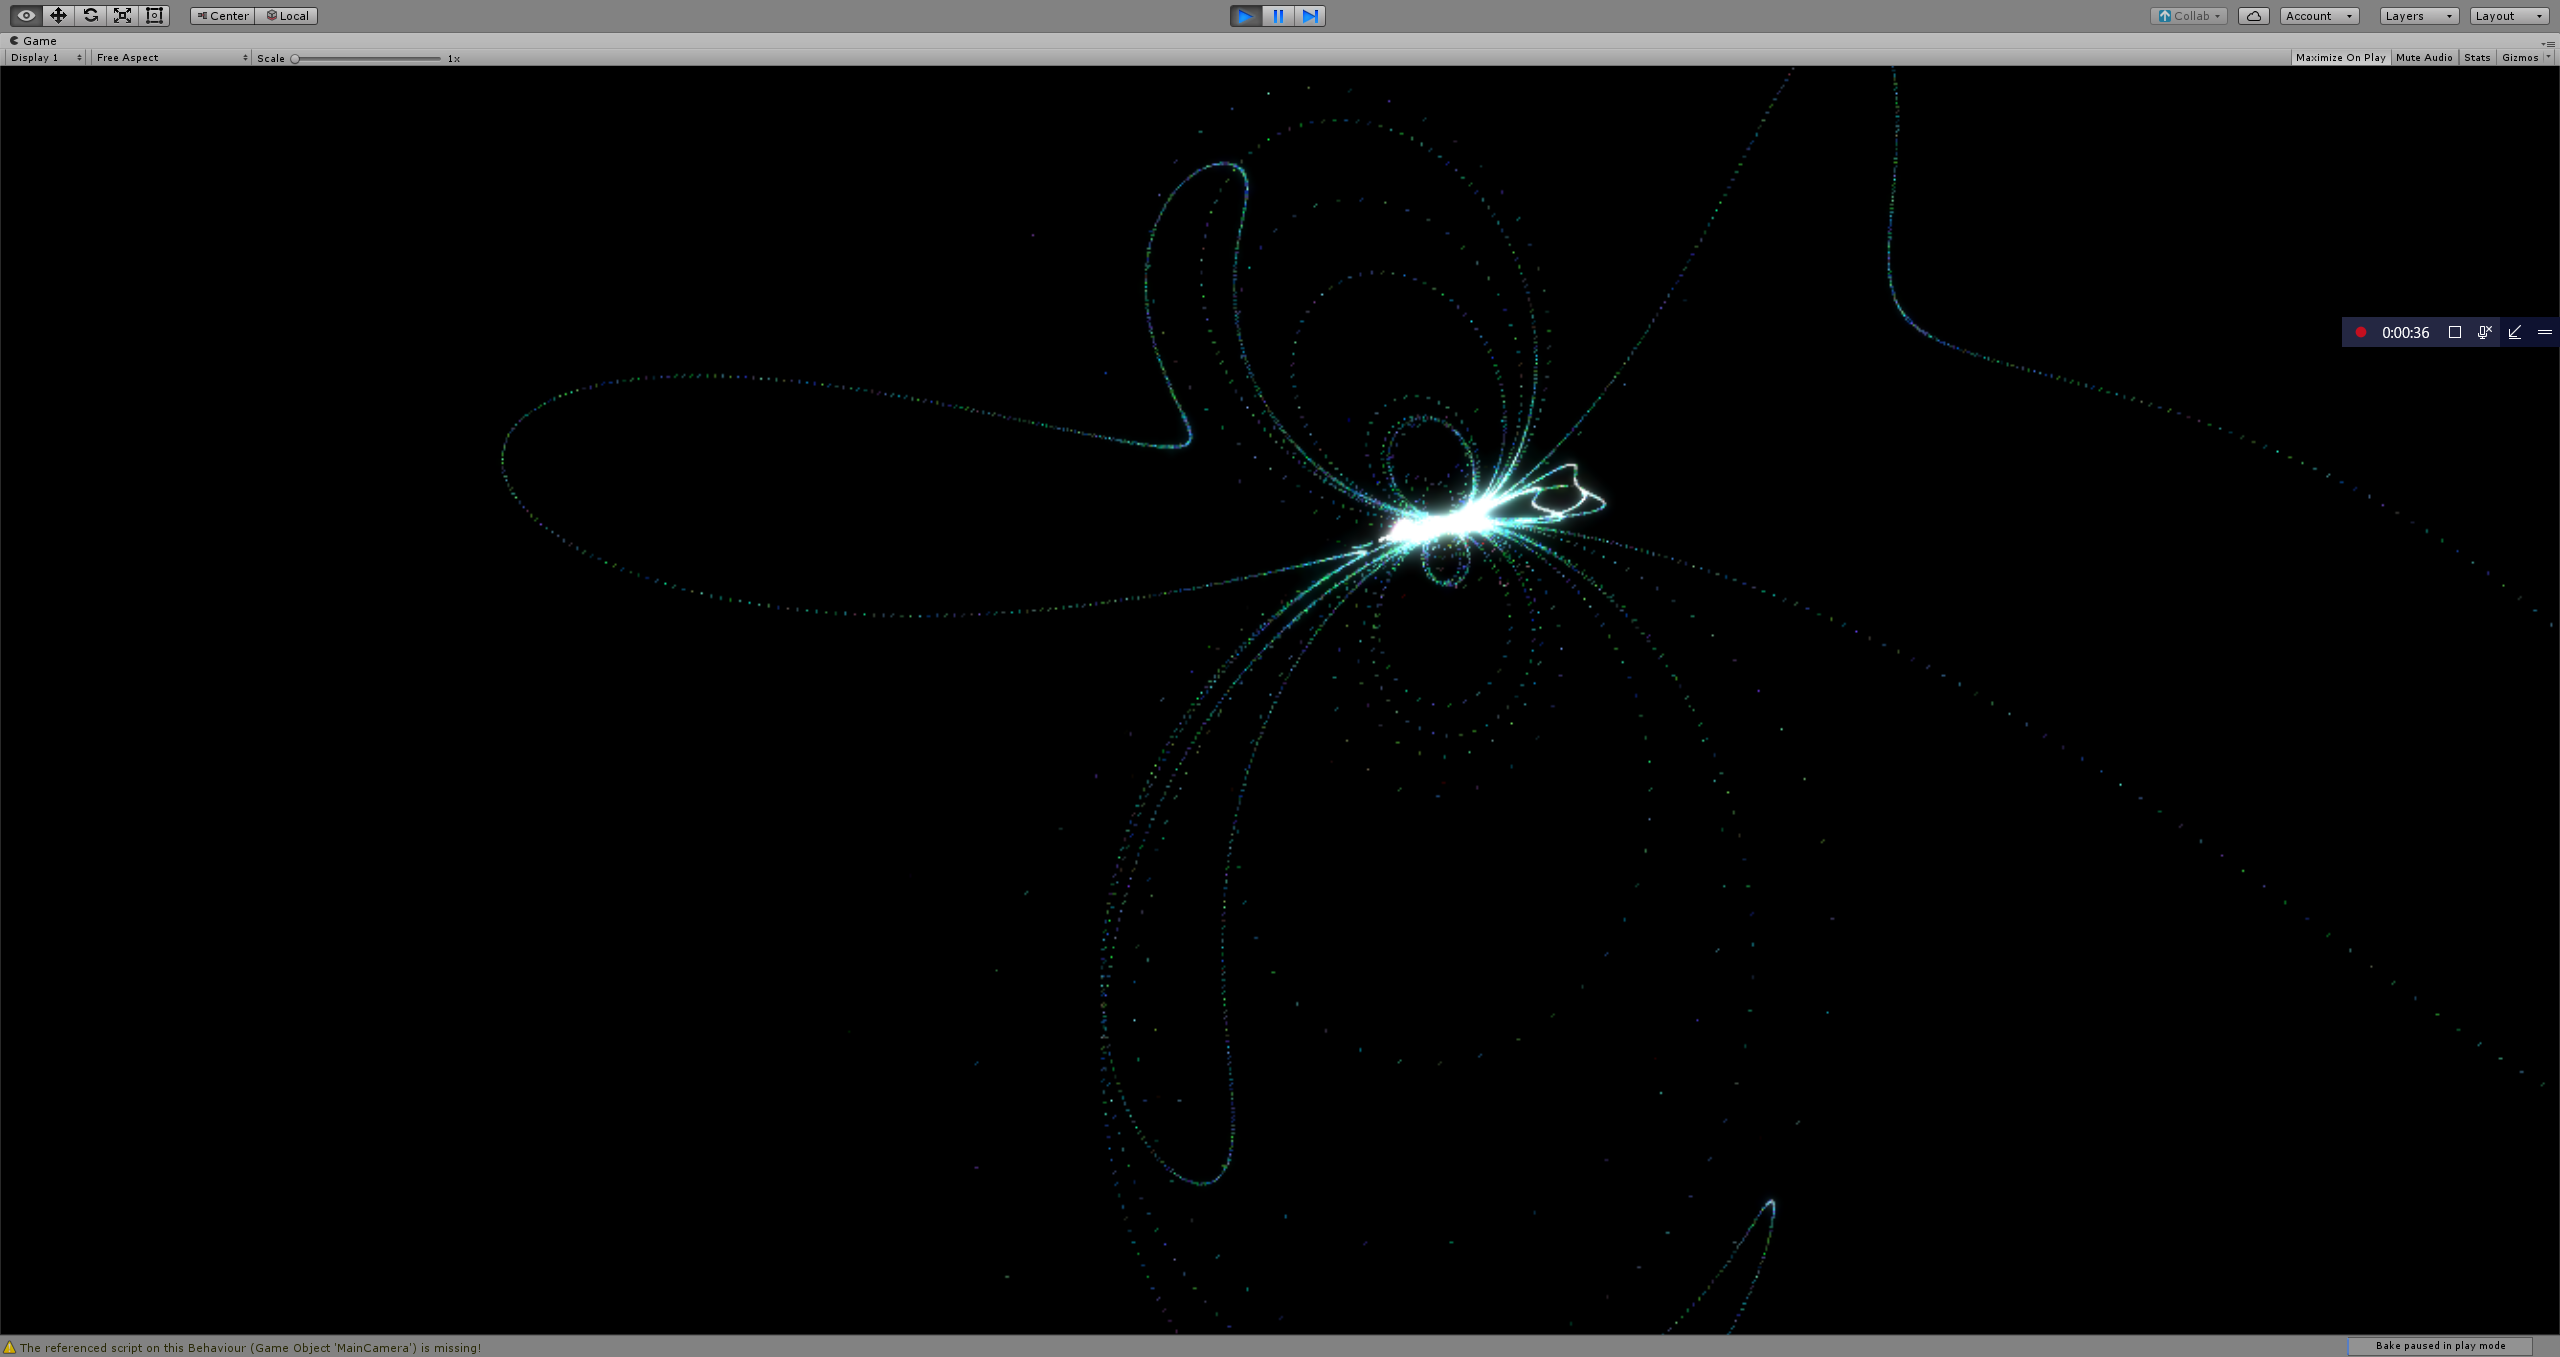 Center Local Collab Account Layers Layout
Game
Display 1 Free Aspect Scale 1x Maximize On Play Mute Audio Stats Gizmos
0:00:36
The referenced script on this Behaviour (Game Object 'MainCamera') is missing! Bake paused in play mode